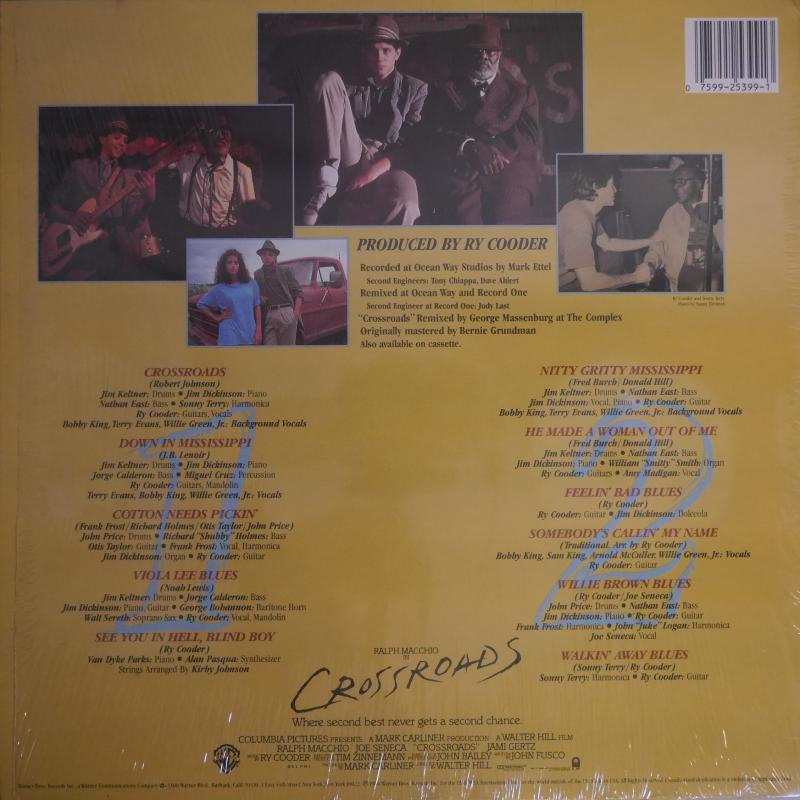 0 7599-25399-1
PRODUCED BY RY COODER
Recorded at Ocean Way Studios by Mark Ettel
Second Engineers: Tony Chiappa, Dave Ahlert
Remixed at Ocean Way and Record One
Second Engineer at Record One: Judy Last
"Crossroads" Remixed by George Massenburg at The Complex
Originally mastered by Bernie Grundman
Also available on cassette.
Ry Cooder and Sonny Terry
CROSSROADS
(Robert Johnson)
Jim Keltner: Drums • Jim Dickinson: Piano
Nathan East: Bass • Sonny Terry: Harmonica
Ry Cooder: Guitars, Vocals
Bobby King, Terry Evans, Willie Green, Jr.: Background Vocals
DOWN IN MISSISSIPPI
(J.B. Lenoir)
Jim Keltner: Drums • Jim Dickinson: Piano
Jorge Calderon: Bass • Miguel Cruz: Percussion
Ry Cooder: Guitars, Mandolin
Terry Evans, Bobby King, Willie Green, Jr.: Vocals
COTTON NEEDS PICKIN'
(Frank Frost/Richard Holmes/Otis Taylor/John Price)
John Price: Drums • Richard "Shubby" Holmes: Bass
Otis Taylor: Guitar • Frank Frost: Vocal, Harmonica
Jim Dickinson: Organ • Ry Cooder: Guitar
VIOLA LEE BLUES
(Noah Lewis)
Jim Keltner: Drums • Jorge Calderon: Bass
Jim Dickinson: Piano, Guitar • George Bohannon: Baritone Horn
Walt Sereth: Soprano Sax • Ry Cooder: Vocal, Mandolin
SEE YOU IN HELL, BLIND BOY
(Ry Cooder)
Van Dyke Parks: Piano • Alan Pasqua: Synthesizer
Strings Arranged By Kirby Johnson
1
NITTY GRITTY MISSISSIPPI
(Fred Burch/Donald Hill)
Jim Keltner: Drums • Nathan East: Bass
Jim Dickinson: Vocal, Piano • Ry Cooder: Guitar
Bobby King, Terry Evans, Willie Green, Jr.: Background Vocals
HE MADE A WOMAN OUT OF ME
(Fred Burch/Donald Hill)
Jim Keltner: Drums • Nathan East: Bass
Jim Dickinson: Piano • William "Smitty" Smith: Organ
Ry Cooder: Guitars • Amy Madigan: Vocal
FEELIN' BAD BLUES
(Ry Cooder)
Ry Cooder: Guitar • Jim Dickinson: Dolceola
SOMEBODY'S CALLIN' MY NAME
(Traditional, Arr. by Ry Cooder)
Bobby King, Sam King, Arnold McCuller, Willie Green, Jr.: Vocals
Ry Cooder: Guitar
WILLIE BROWN BLUES
(Ry Cooder/Joe Seneca)
John Price: Drums • Nathan East: Bass
Jim Dickinson: Piano • Ry Cooder: Guitar
Frank Frost: Harmonica • John "Juke" Logan: Harmonica
Joe Seneca: Vocal
WALKIN' AWAY BLUES
(Sonny Terry/Ry Cooder)
Sonny Terry: Harmonica • Ry Cooder: Guitar
2
RALPH MACCHIO
IN
CROSSROADS
Where second best never gets a second chance.
COLUMBIA PICTURES PRESENTS A MARK CARLINER PRODUCTION A WALTER HILL FILM
RALPH MACCHIO JOE SENECA "CROSSROADS" JAMI GERTZ
RY COODER TIM ZINNEMANN JOHN BAILEY JOHN FUSCO
MARK CARLINER WALTER HILL
Warner Bros. Records Inc., a Warner Communications Company